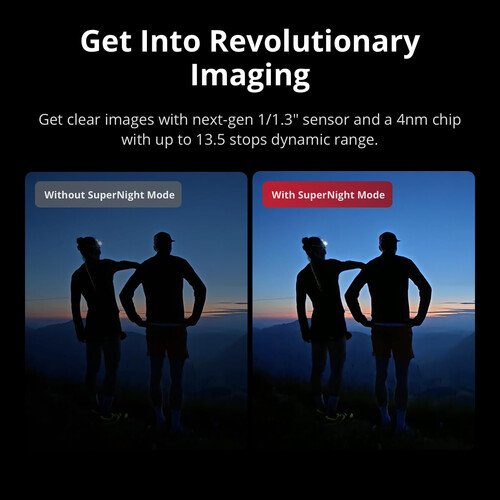 Get Into Revolutionary
Imaging
Get clear images with next-gen 1/1.3" sensor and a 4nm chip
with up to 13.5 stops dynamic range.
Without SuperNight Mode
With SuperNight Mode